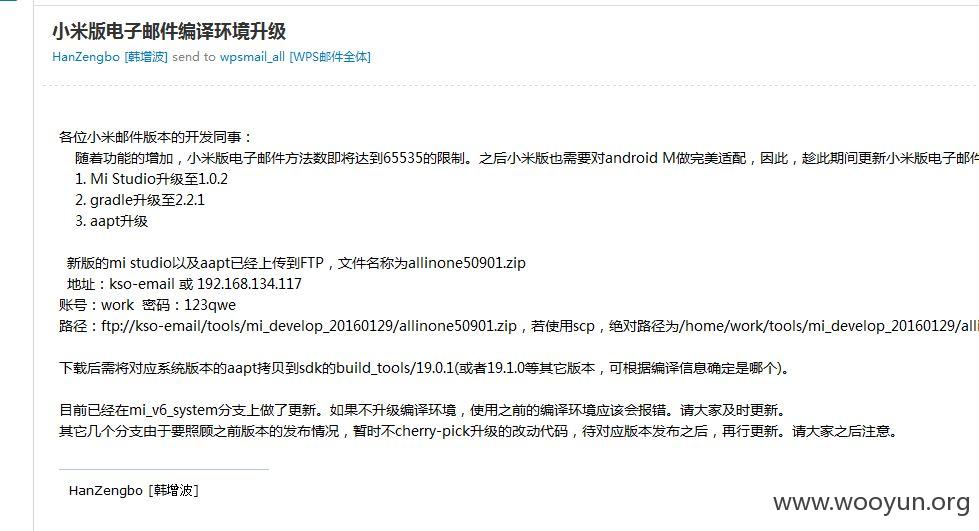 小米版电子邮件编译环境升级
HanZengbo [韩增波] send to wpsmail_all [WPS邮件全体]
各位小米邮件版本的开发同事：
随着功能的增加，小米版电子邮件方法数即将达到65535的限制。之后小米版也需要对android M做完美适配，因此，趁此期间更新小米版电子邮件
1. Mi Studio升级至1.0.2
2. gradle升级至2.2.1
3. aapt升级
新版的mi studio以及aapt已经上传到FTP，文件名称为allinone50901.zip
地址：kso-email 或 192.168.134.117
账号：work 密码：123qwe
路径：ftp://kso-email/tools/mi_develop_20160129/allinone50901.zip，若使用scp，绝对路径为/home/work/tools/mi_develop_20160129/alli
下载后需将对应系统版本的aapt拷贝到sdk的build_tools/19.0.1(或者19.1.0等其它版本，可根据编译信息确定是哪个)。
目前已经在mi_v6_system分支上做了更新。如果不升级编译环境，使用之前的编译环境应该会报错。请大家及时更新。
其它几个分支由于要照顾之前版本的发布情况，暂时不cherry-pick升级的改动代码，待对应版本发布之后，再行更新。请大家之后注意。
HanZengbo [韩增波]
www.wooyun.org